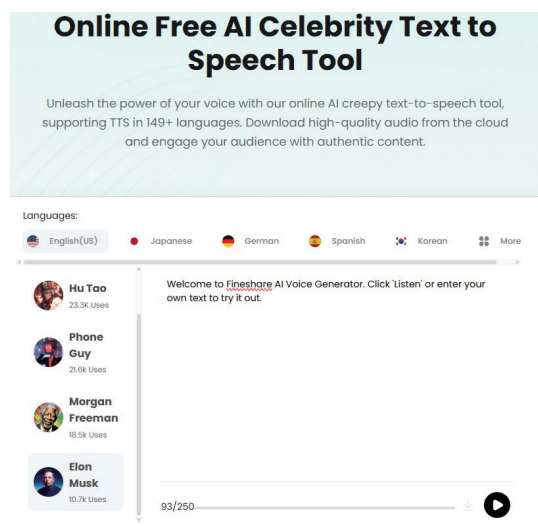 Online Free AI Celebrity Text to
Speech Tool
Unleash the power of your voice with our online AI creepy text-to-speech tool,
supporting TTS in 149+ languages. Download high-quality audio from the cloud
and engage your audience with authentic content.
Languages:
English(US) Japanese German Spanish Korean More
Hu Tao
23.3K Uses
Phone
Guy
21.6k Uses
Morgan
Freeman
18.5k Uses
Elon
Musk
10.7k Uses
Welcome to Fineshare AI Voice Generator. Click 'Listen' or enter your
own text to try it out.
93/250